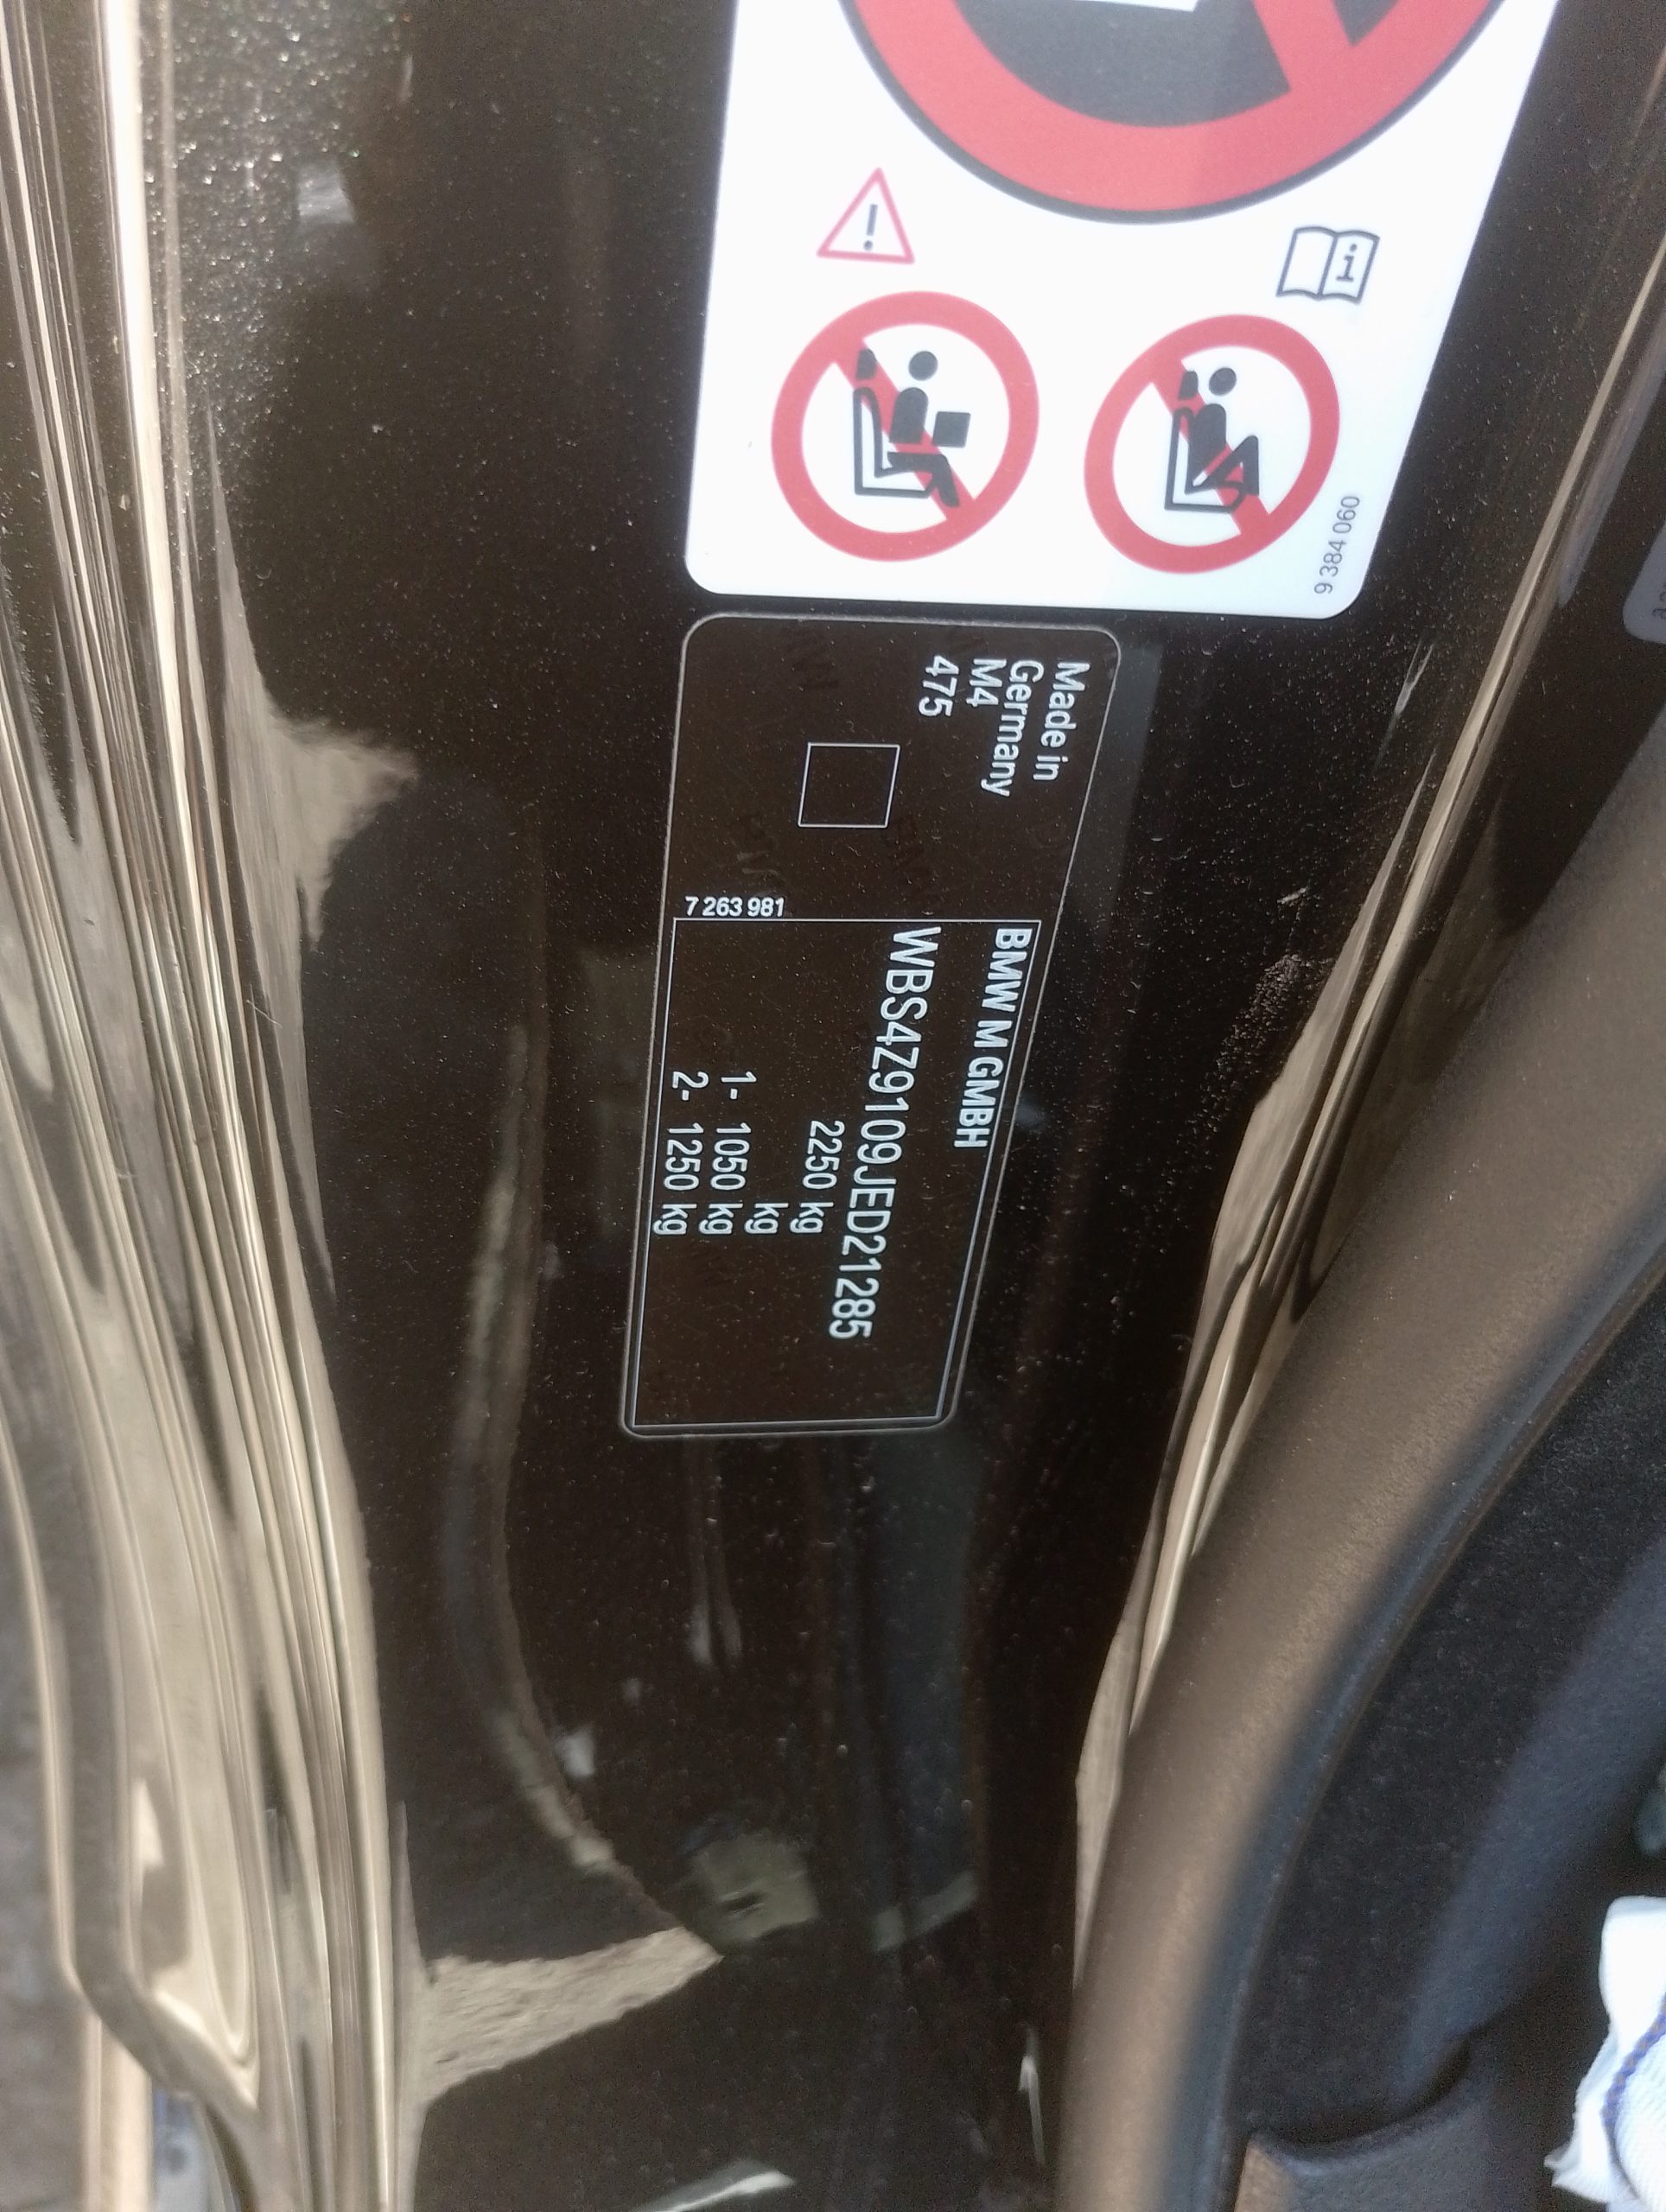 9 384 060
Made in
Germany
M4
475
7 263 981
BMW M GMBH
WBS4Z9109JED21285
2250 kg
kg
1- 1050 kg
2- 1250 kg